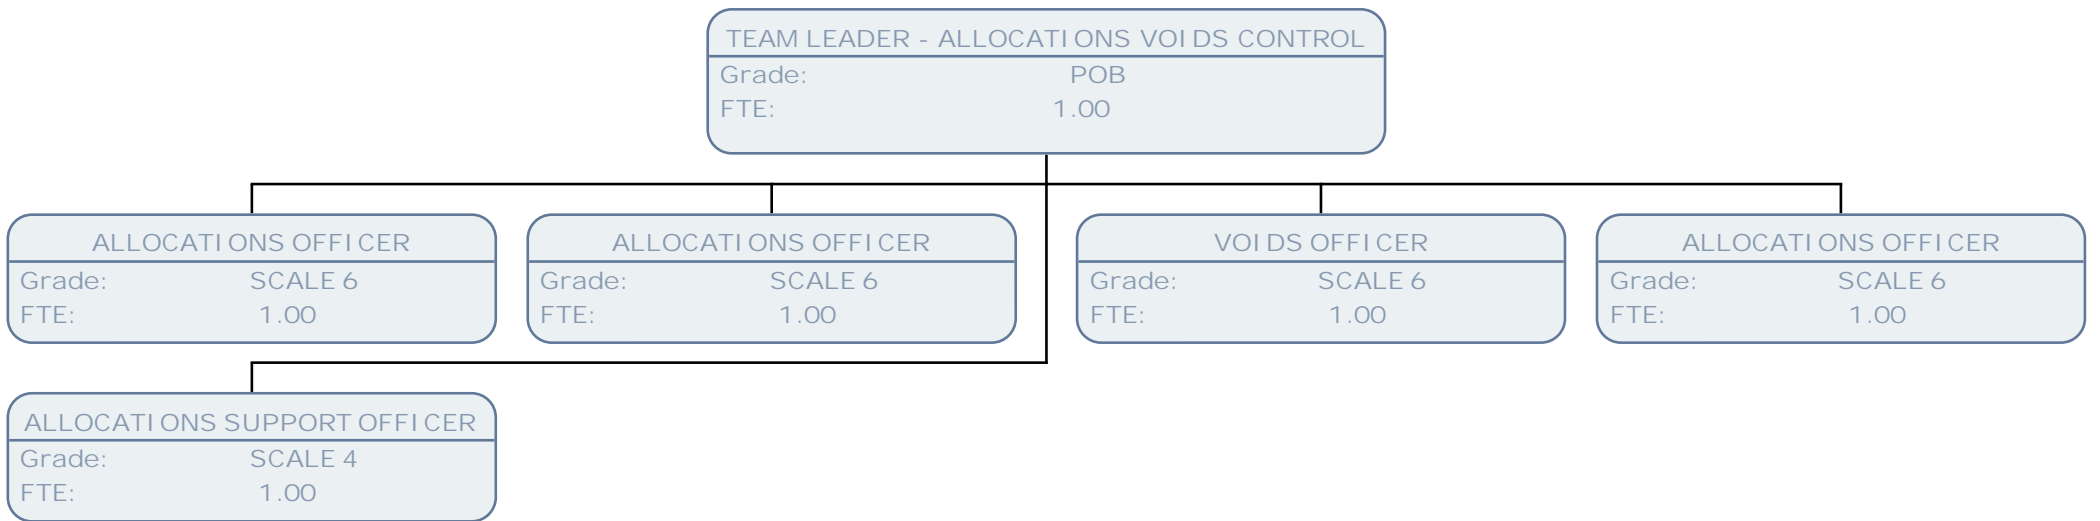 TEAM LEADER - ALLOCATIONS VOIDS CONTROL
Grade: POB
FTE: 1.00
ALLOCATIONS OFFICER
Grade: SCALE 6
FTE: 1.00
ALLOCATIONS OFFICER
Grade: SCALE 6
FTE: 1.00
VOIDS OFFICER
Grade: SCALE 6
FTE: 1.00
ALLOCATIONS OFFICER
Grade: SCALE 6
FTE: 1.00
ALLOCATIONS SUPPORT OFFICER
Grade: SCALE 4
FTE: 1.00